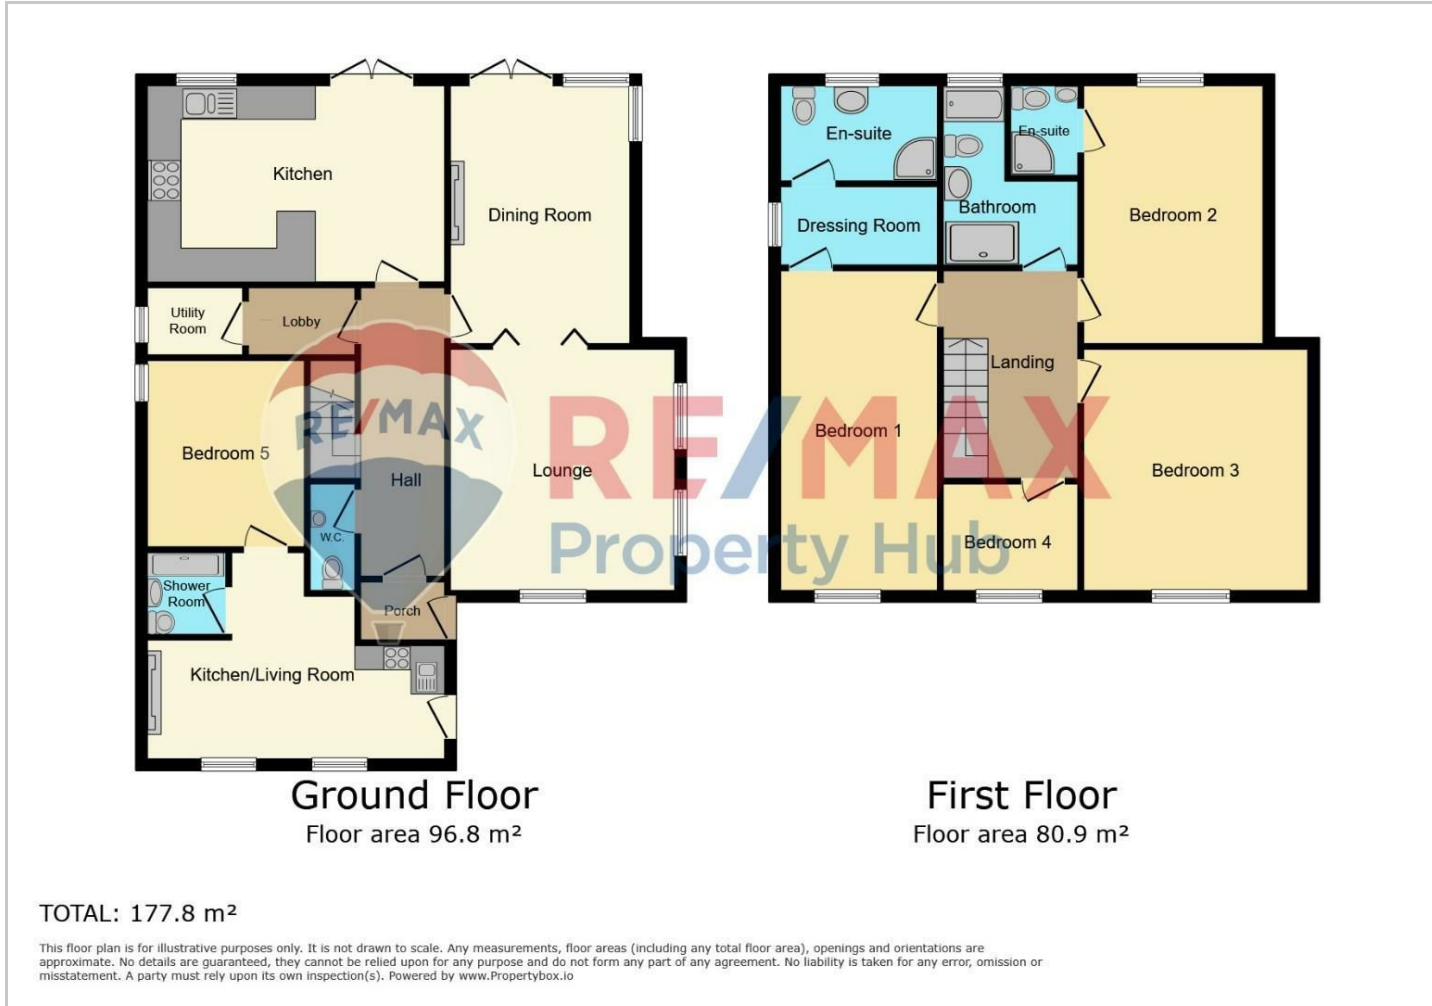 Kitchen
Dining Room
Utility
Room
Lobby
Bedroom 5
Hall
Lounge
W.C.
Shower
Room
Porch
Kitchen/Living Room
En-suite
En-suite
Dressing Room
Bathroom
Bedroom 2
Landing
Bedroom 1
Bedroom 3
Bedroom 4
RE/MAX
RE/MAX
Property Hub
Ground Floor
Floor area 96.8 m²
First Floor
Floor area 80.9 m²
TOTAL: 177.8 m²
This floor plan is for illustrative purposes only. It is not drawn to scale. Any measurements, floor areas (including any total floor area), openings and orientations are
approximate. No details are guaranteed, they cannot be relied upon for any purpose and do not form any part of any agreement. No liability is taken for any error, omission or
misstatement. A party must rely upon its own inspection(s). Powered by www.Propertybox.io